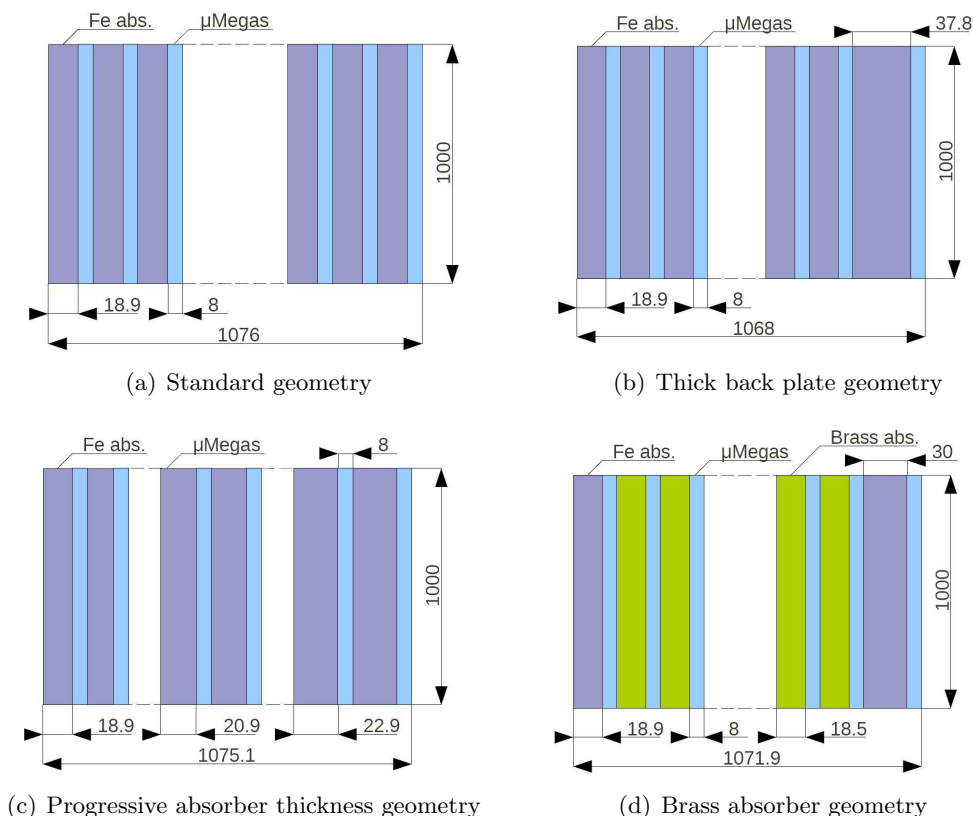 Fe abs.
μMegas
1000
18.9
8
1076
(a) Standard geometry
Fe abs.
μMegas
37.8
1000
18.9
8
1068
(b) Thick back plate geometry
Fe abs.
μMegas
8
1000
18.9
20.9
22.9
1075.1
(c) Progressive absorber thickness geometry
Fe abs.
μMegas
Brass abs.
30
1000
18.9
8
18.5
1071.9
(d) Brass absorber geometry